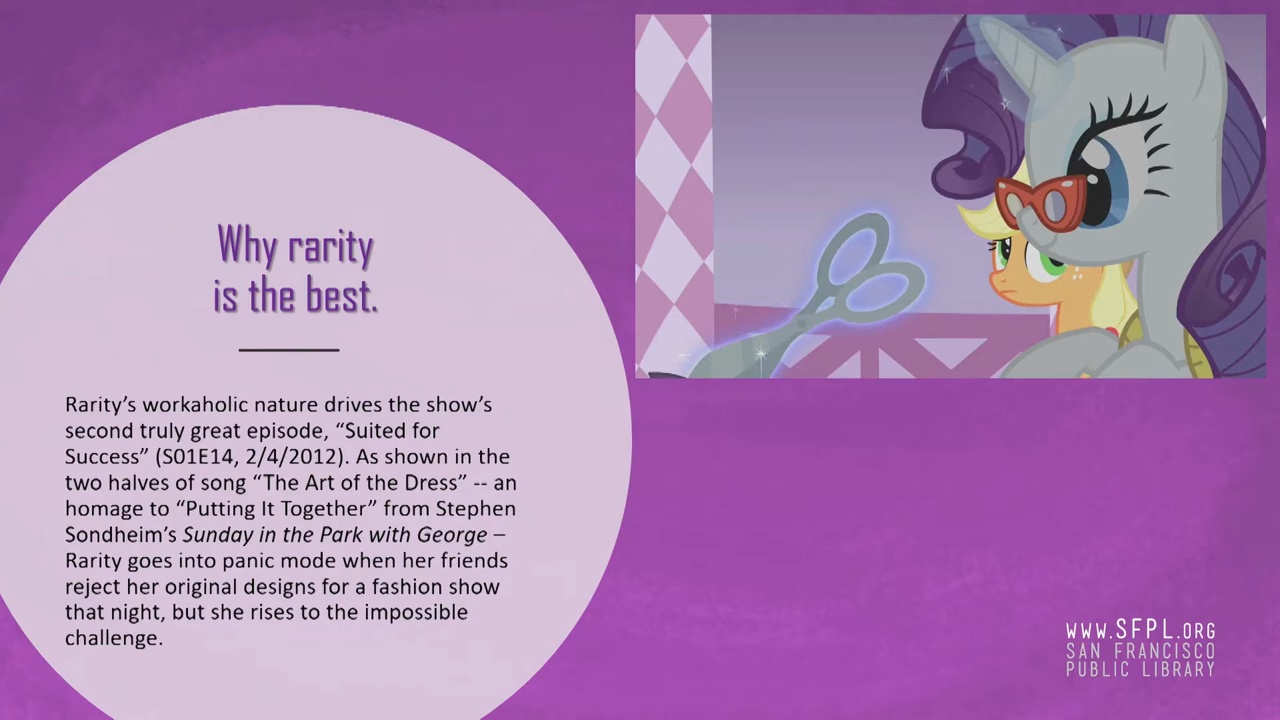 Why rarity
is the best.
Rarity’s workaholic nature drives the show’s
second truly great episode, “Suited for
Success” (S01E14, 2/4/2012). As shown in the
two halves of song “The Art of the Dress” -- an
homage to “Putting It Together” from Stephen
Sondheim’s Sunday in the Park with George –
Rarity goes into panic mode when her friends
reject her original designs for a fashion show
that night, but she rises to the impossible
challenge.
www.SFPL.org
San Francisco
Public Library